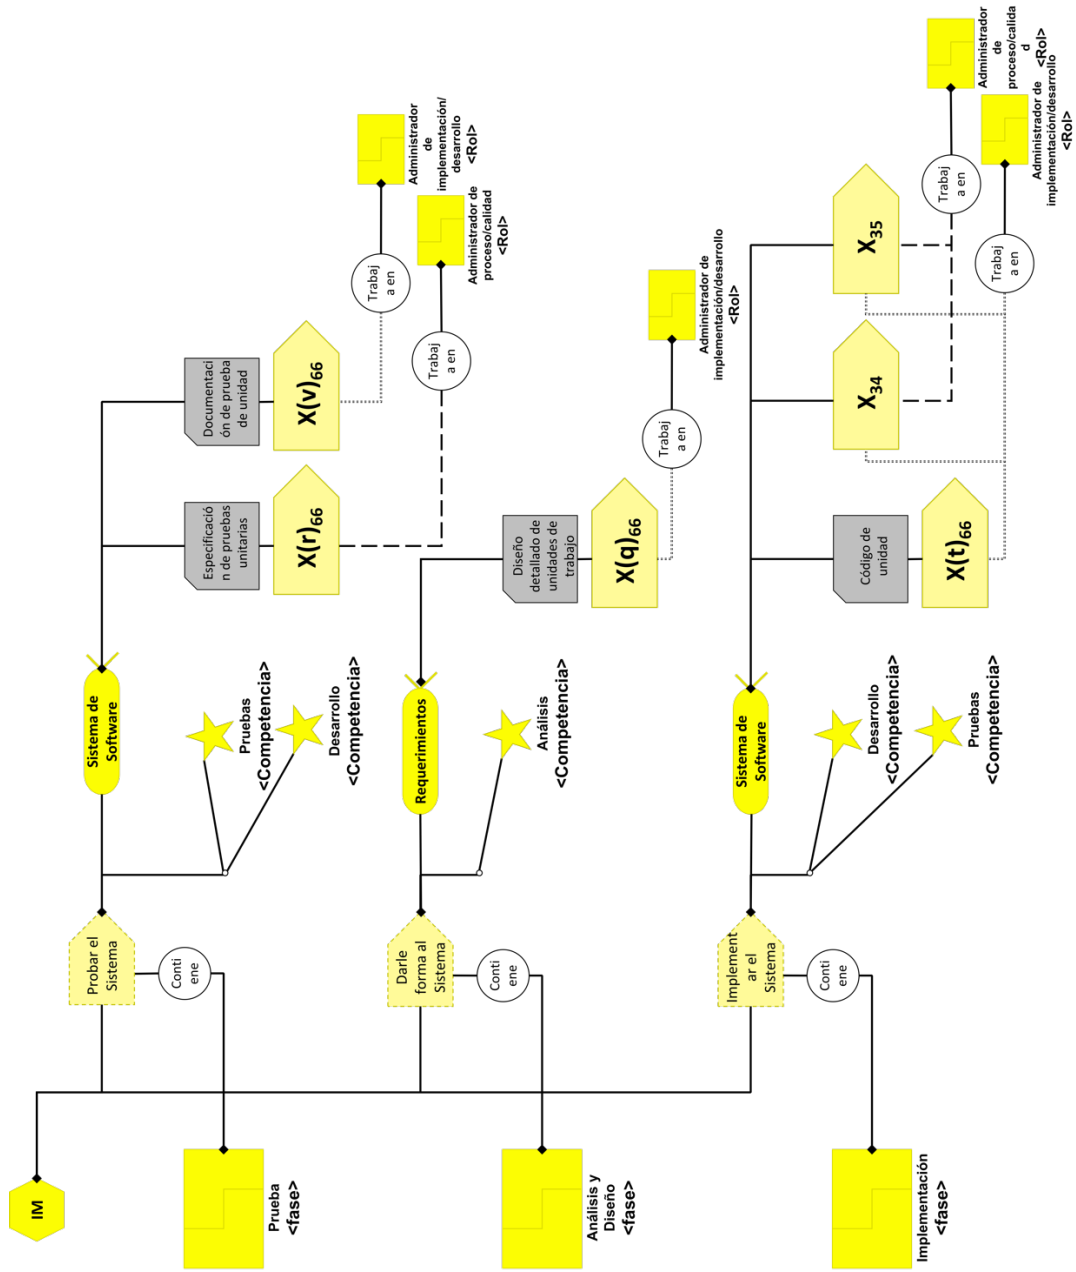 IM
Probar el
Sistema
Conti
ene
Prueba
<fase>
Sistema de
Software
Pruebas
<Competencia>
Desarrollo
<Competencia>
Especificació
n de pruebas
unitarias
X(r)66
Documentaci
ón de prueba
de unidad
X(v)66
Trabaj
a en
Administrador
de
implementación/
desarrollo
<Rol>
Trabaj
a en
Administrador de
proceso/calidad
<Rol>
Darle
forma al
Sistema
Conti
ene
Análisis y
Diseño
<fase>
Requerimientos
Análisis
<Competencia>
Diseño
detallado de
unidades de
trabajo
X(q)66
Trabaj
a en
Administrador de
implementación/desarrollo
<Rol>
Implement
ar el
Sistema
Conti
ene
Implementación
<fase>
Sistema de
Software
Desarrollo
<Competencia>
Pruebas
<Competencia>
Código de
unidad
X(t)66
X34
X35
Trabaj
a en
Administrador
de
proceso/calida
d
<Rol>
Trabaj
a en
Administrador de
implementación/desarrollo
<Rol>